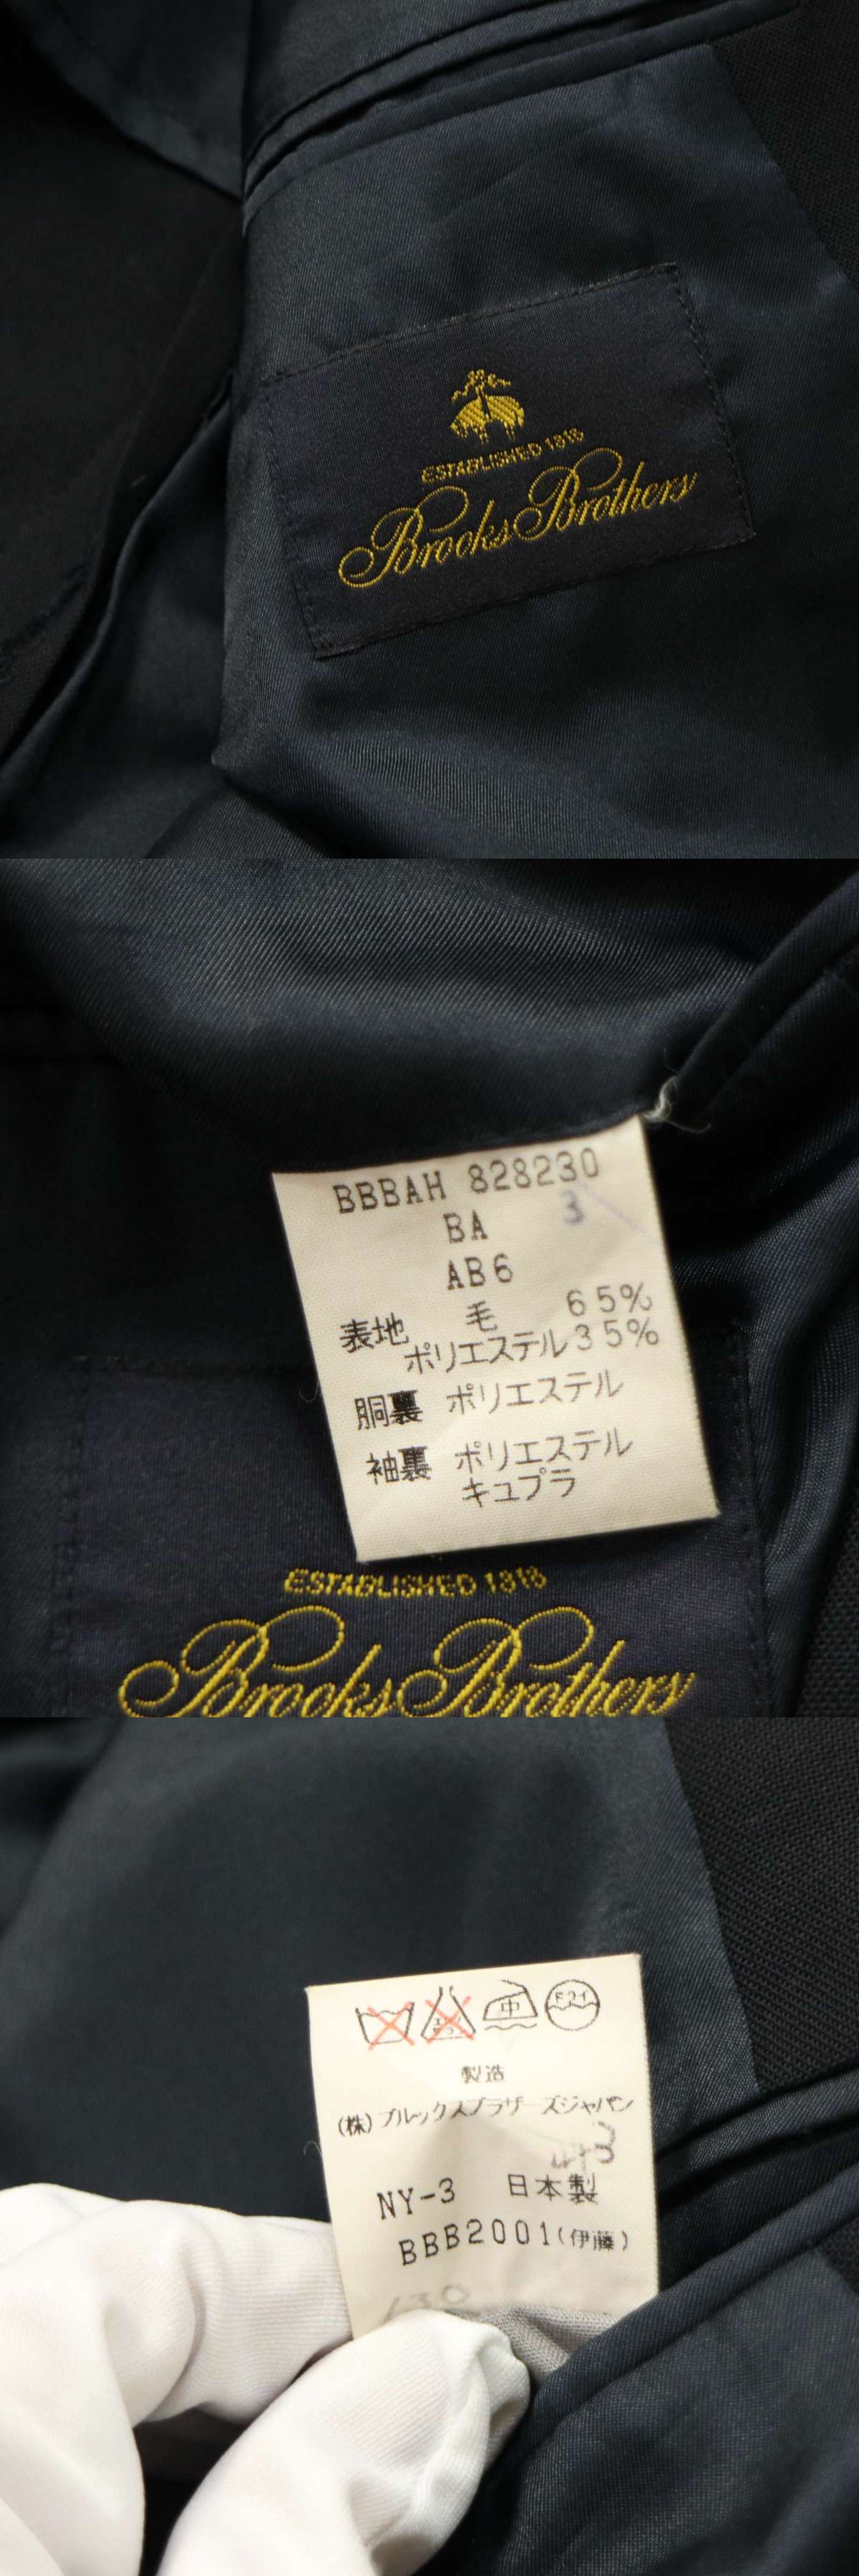 ESTABLISHED 1818
Brooks Brothers
BBBAH 828230
BA 3
AB6
表地 毛 65%
ポリエステル 35%
胴裏 ポリエステル
袖裏 ポリエステル
キュプラ
ESTABLISHED 1818
Brooks Brothers
中
製造
(株)ブルックスブラザーズジャパン
NY-3 日本製
BBB2001(伊藤)